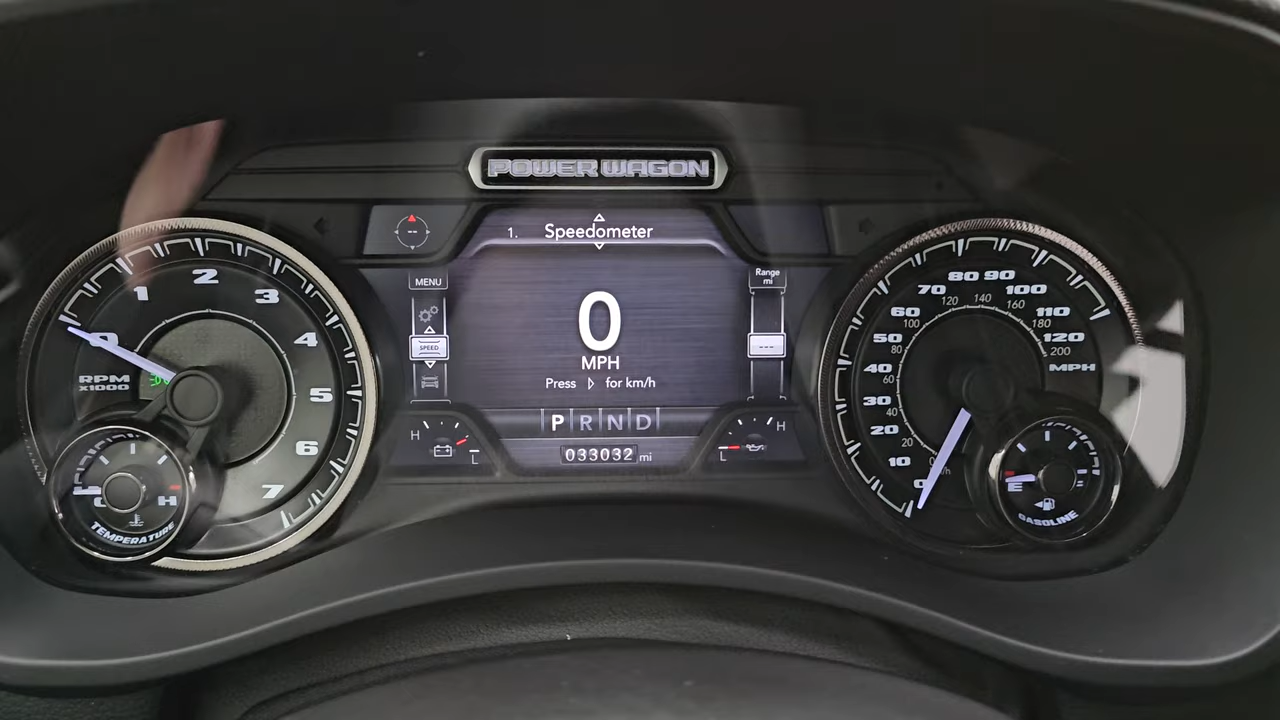 POWER WAGON
1. Speedometer
MENU
Range
mi
SPEED
---
0
MPH
Press ▷ for km/h
P R N D
H
L
033032 mi
H
L
0
1
2
3
4
5
6
7
RPM
X1000
C
H
TEMPERATURE
0
10
20
30
40
50
60
70
80
90
100
110
120
MPH
20
40
60
80
100
120
140
160
180
200
E
GASOLINE